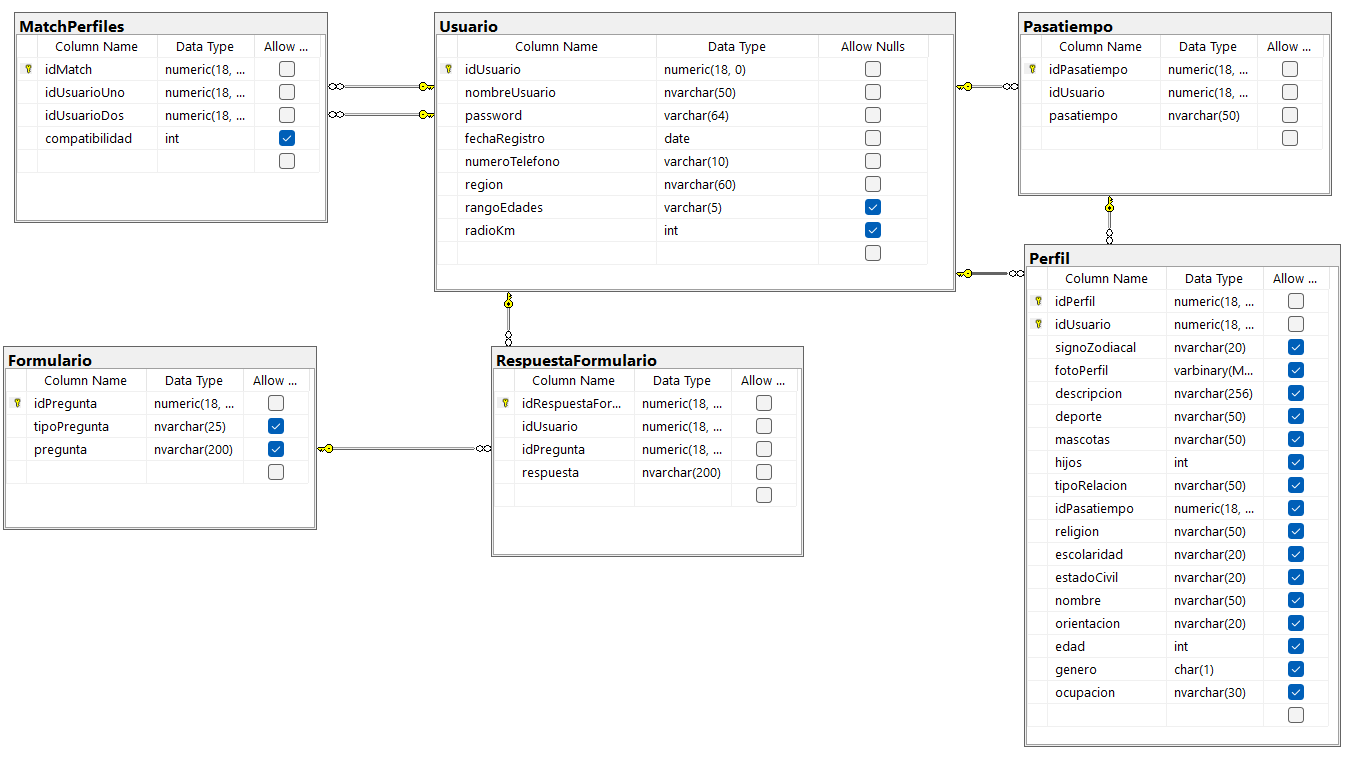 MatchPerfiles
Column Name Data Type Allow ...
idMatch numeric(18, ...
idUsuarioUno numeric(18, ...
idUsuarioDos numeric(18, ...
compatibilidad int
Usuario
Column Name Data Type Allow Nulls
idUsuario numeric(18, 0)
nombreUsuario nvarchar(50)
password varchar(64)
fechaRegistro date
numeroTelefono varchar(10)
region nvarchar(60)
rangoEdades varchar(5)
radioKm int
Pasatiempo
Column Name Data Type Allow ...
idPasatiempo numeric(18, ...
idUsuario numeric(18, ...
pasatiempo nvarchar(50)
Perfil
Column Name Data Type Allow ...
idPerfil numeric(18, ...
idUsuario numeric(18, ...
signoZodiacal nvarchar(20)
fotoPerfil varbinary(M...
descripcion nvarchar(256)
deporte nvarchar(50)
mascotas nvarchar(50)
hijos int
tipoRelacion nvarchar(50)
idPasatiempo numeric(18, ...
religion nvarchar(50)
escolaridad nvarchar(20)
estadoCivil nvarchar(20)
nombre nvarchar(50)
orientacion nvarchar(20)
edad int
genero char(1)
ocupacion nvarchar(30)
Formulario
Column Name Data Type Allow ...
idPregunta numeric(18, ...
tipoPregunta nvarchar(25)
pregunta nvarchar(200)
RespuestaFormulario
Column Name Data Type Allow ...
idRespuestaFor... numeric(18, ...
idUsuario numeric(18, ...
idPregunta numeric(18, ...
respuesta nvarchar(200)